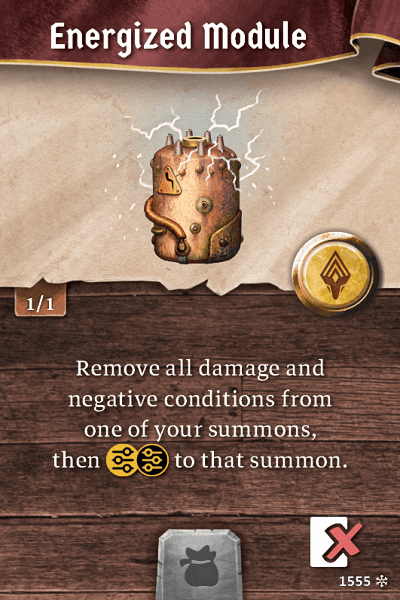 Energized Module
1/1
Remove all damage and
negative conditions from
one of your summons,
then to that summon.
1555